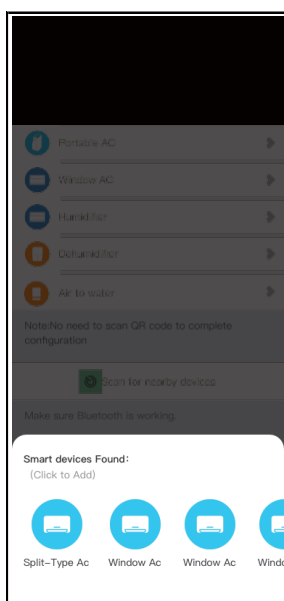 Portable AC
Window AC
Humidifier
Dehumidifier
Air to water
Note:No need to scan QR code to complete
configuration
Scan for nearby devices
Make sure Bluetooth is working.
Smart devices Found:
(Click to Add)
Split-Type Ac Window Ac Window Ac Windo